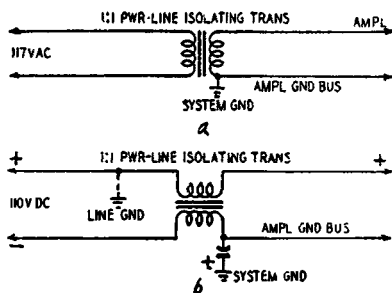 1:1 PWR-LINE ISOLATING TRANS
AMPL
117VAC
AMPL GND BUS
SYSTEM GND
a
1:1 PWR-LINE ISOLATING TRANS
+ +
110V DC
LINE GND
AMPL GND BUS
-
+
SYSTEM GND
b